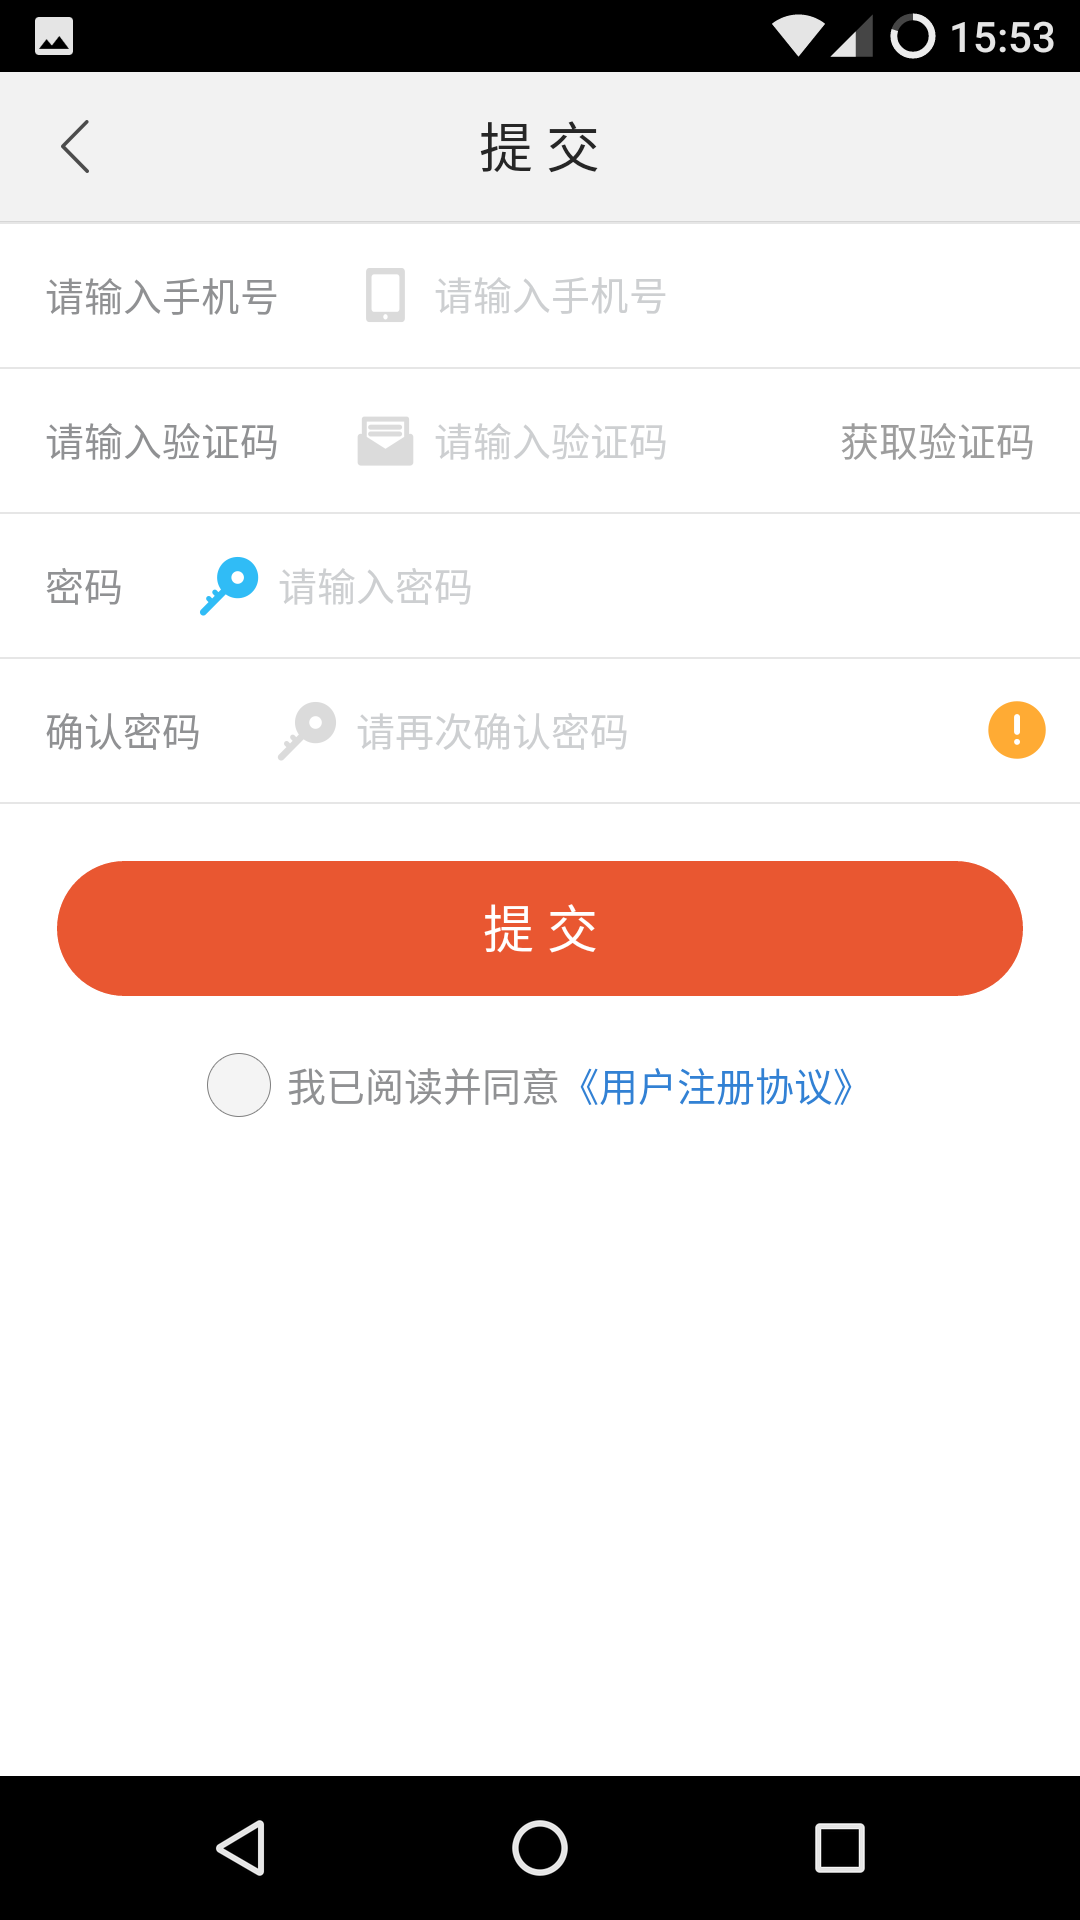 15:53
提 交
请输入手机号 请输入手机号
请输入验证码 请输入验证码 获取验证码
密码 请输入密码
确认密码 请再次确认密码
提 交
我已阅读并同意《用户注册协议》